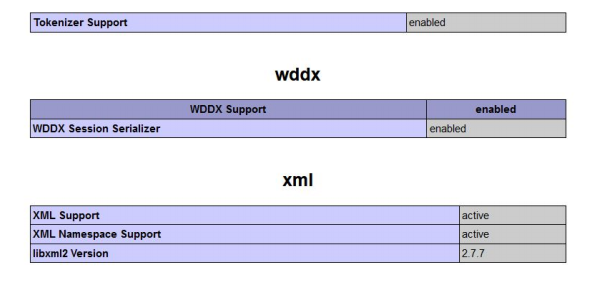 Tokenizer Support enabled
wddx
WDDX Support enabled
WDDX Session Serializer enabled
xml
XML Support active
XML Namespace Support active
libxml2 Version 2.7.7